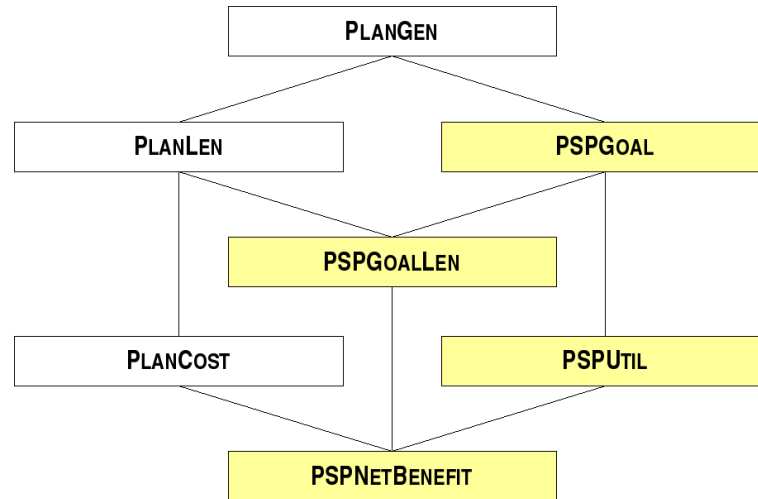 PLANGEN
PLANLEN
PSPGOAL
PSPGOALLEN
PLANCOST
PSPUTIL
PSPNETBENEFIT